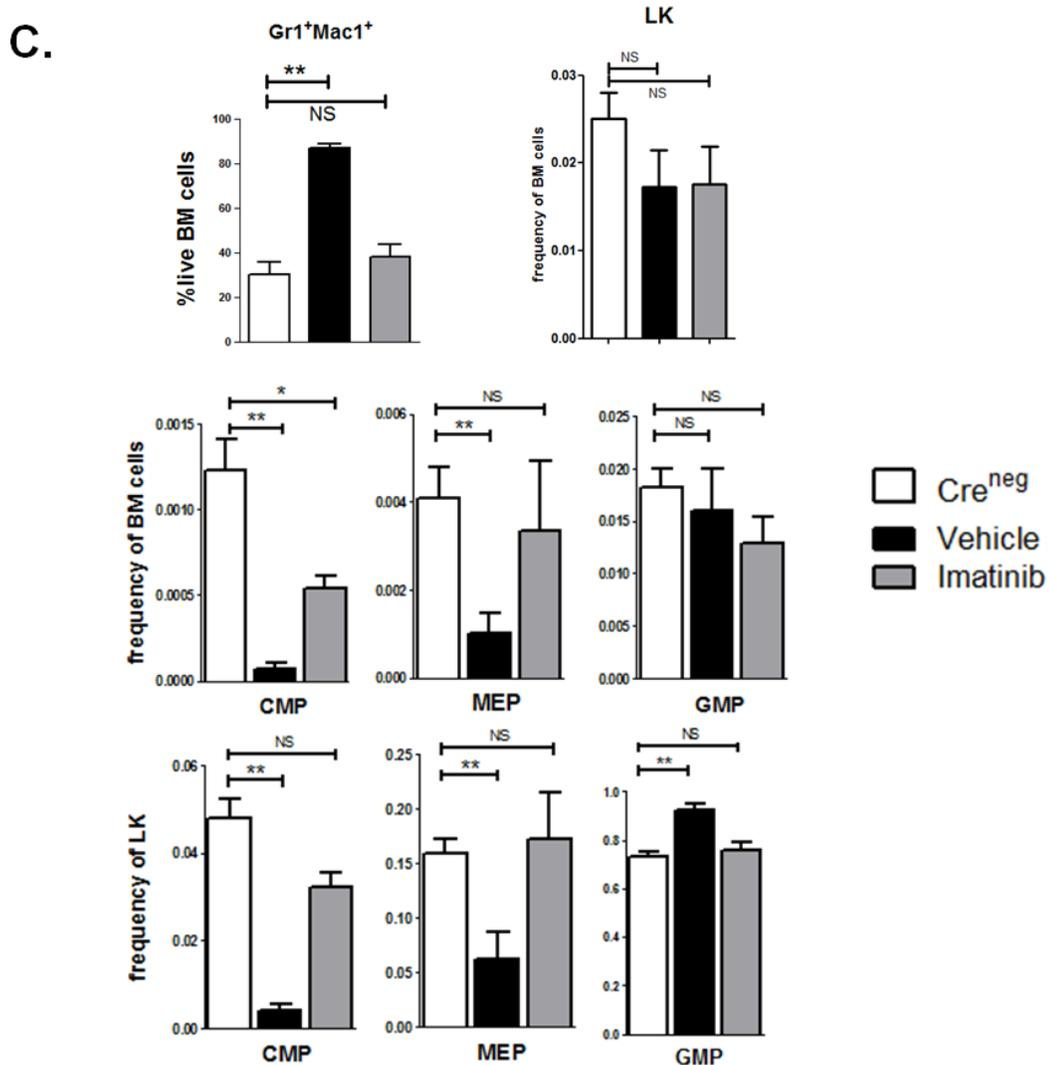 C.
Gr1⁺Mac1⁺
**
NS
%live BM cells
100
80
60
40
20
0
LK
NS
NS
frequency of BM cells
0.03
0.02
0.01
0.00
frequency of BM cells
*
**
0.0015
0.0010
0.0005
0.0000
CMP
NS
**
0.006
0.004
0.002
0.000
MEP
NS
NS
0.025
0.020
0.015
0.010
0.005
0.000
GMP
Creⁿᵉᵍ
Vehicle
Imatinib
frequency of LK
NS
**
0.06
0.04
0.02
0.00
CMP
NS
**
0.25
0.20
0.15
0.10
0.05
0.00
MEP
NS
**
1.0
0.8
0.6
0.4
0.2
0.0
GMP